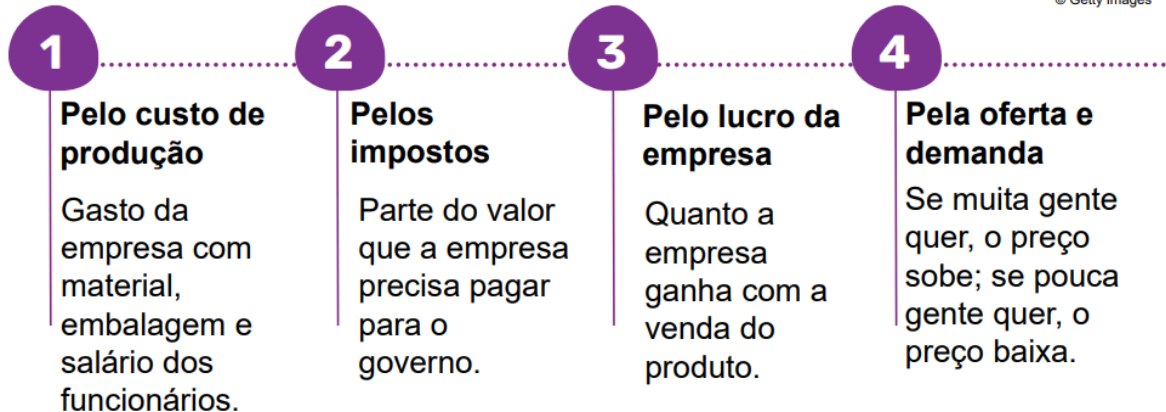 © Getty Images
1
Pelo custo de
produção
Gasto da
empresa com
material,
embalagem e
salário dos
funcionários.
2
Pelos
impostos
Parte do valor
que a empresa
precisa pagar
para o
governo.
3
Pelo lucro da
empresa
Quanto a
empresa
ganha com a
venda do
produto.
4
Pela oferta e
demanda
Se muita gente
quer, o preço
sobe; se pouca
gente quer, o
preço baixa.